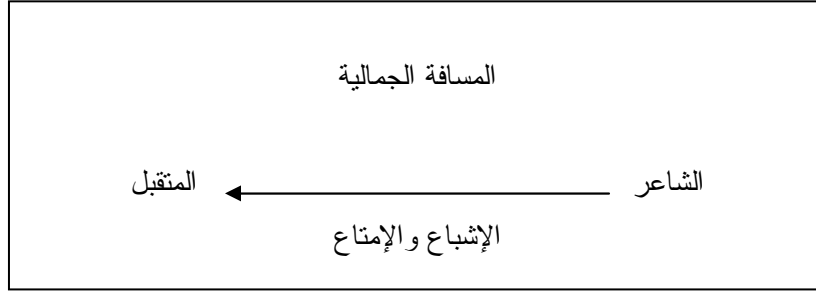 المسافة الجمالية
الشاعر المتقبل
الإشباع والإمتاع